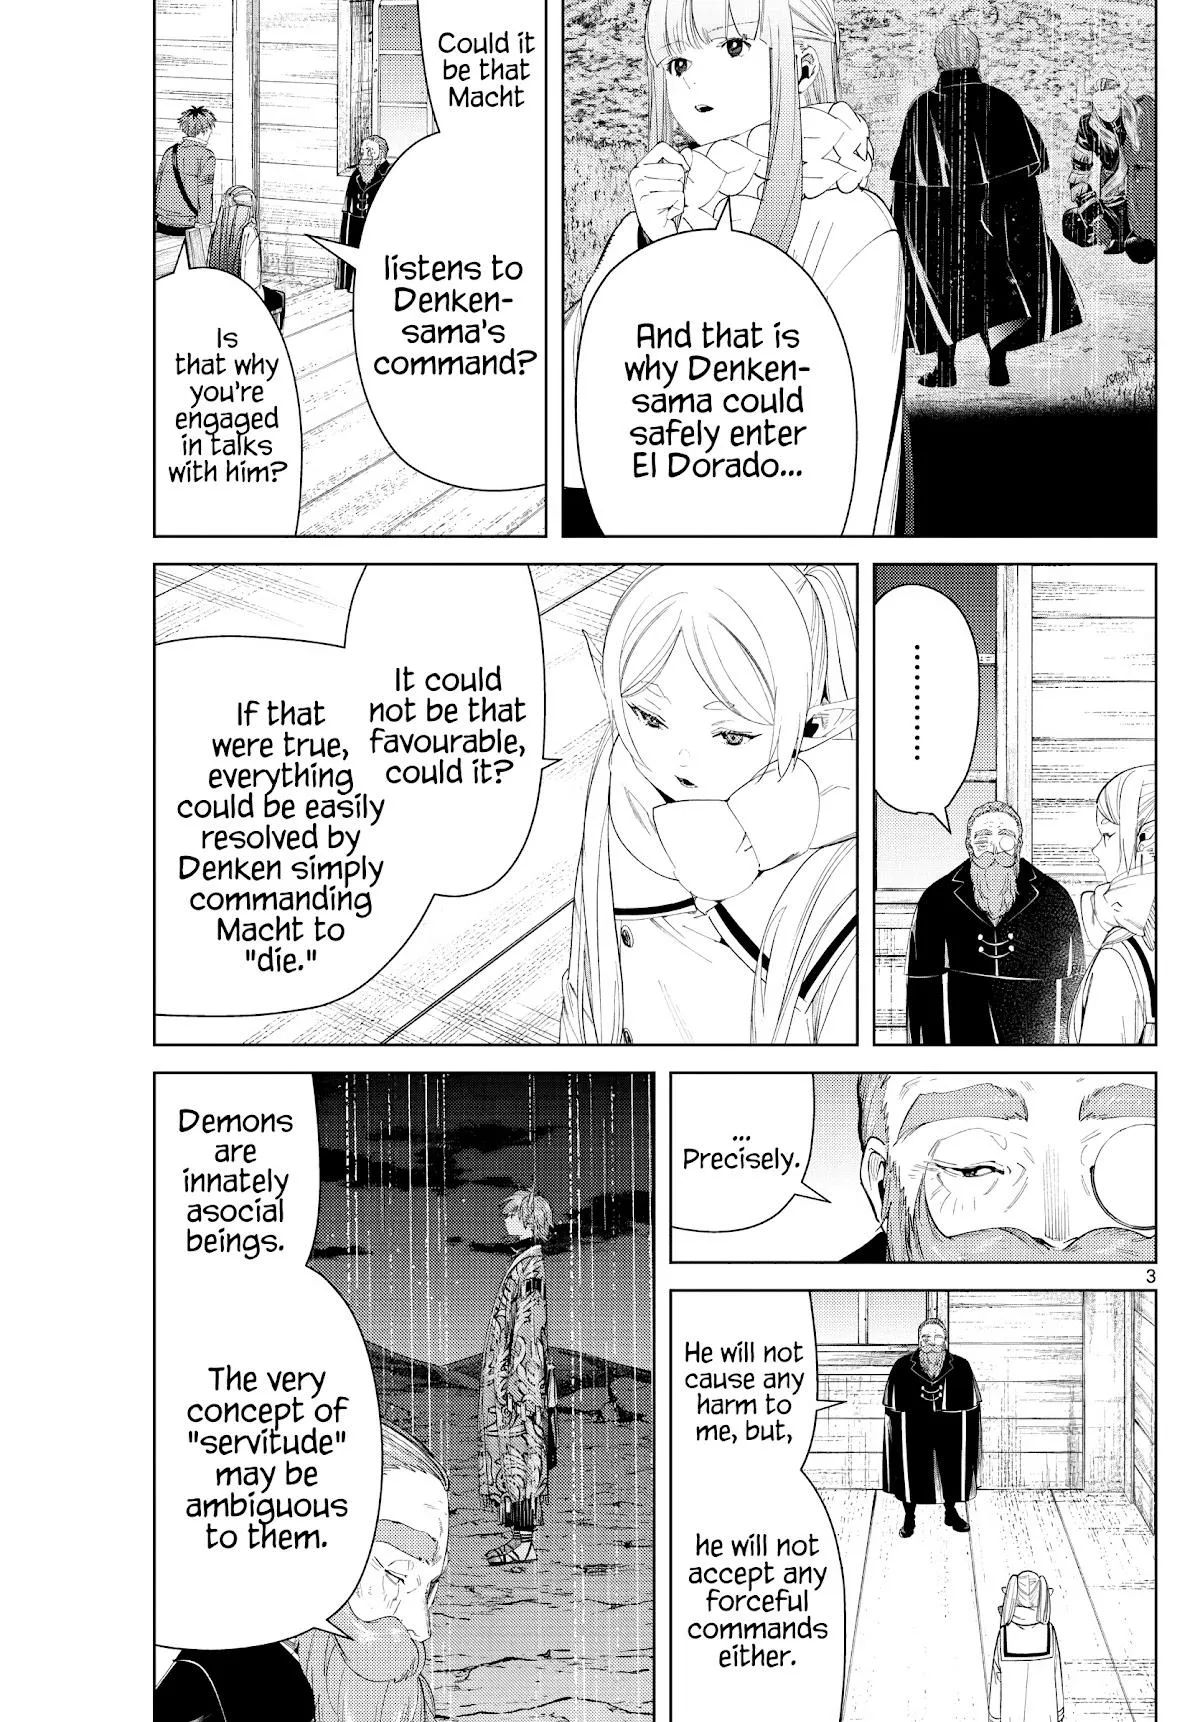 And that is
why Denken-
sama could
safely enter
El Dorado...
Could it
be that
Macht
listens to
Denken-
sama's
command?
Is
that why
you're
engaged
in talks
with him?
.........
It could
not be that
favourable,
could it?
If that
were true,
everything
could be easily
resolved by
Denken simply
commanding
Macht to
"die."
...
Precisely.
3
He will not
cause any
harm to
me, but,
he will not
accept any
forceful
commands
either.
Demons
are
innately
asocial
beings.
The very
concept of
"servitude"
may be
ambiguous
to them.